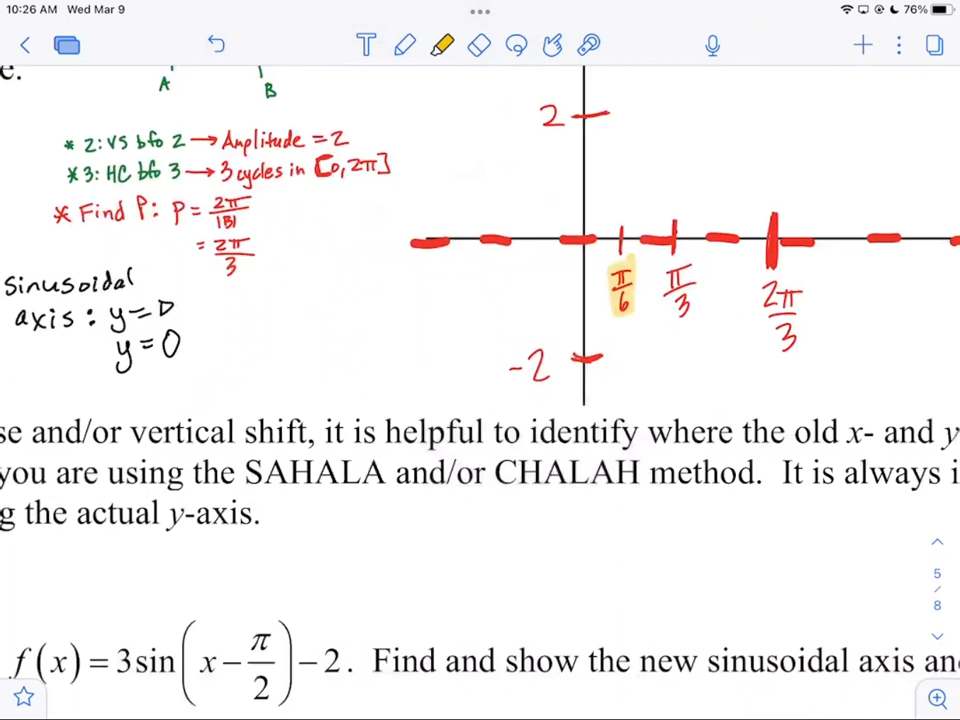 10:26 AM Wed Mar 9
76%
e.
A
B
* 2: VS bfo 2 → Amplitude = 2
* 3: HC bfo 3 → 3 cycles in [0, 2π]
* Find P: P = 2π/|B|
= 2π/3
sinusoidal
axis: y = D
y = 0
2
π/6
π/3
2π/3
-2
se and/or vertical shift, it is helpful to identify where the old x- and y
you are using the SAHALA and/or CHALAH method. It is always i
g the actual y-axis.
5
/
8
f(x) = 3sin(x − π/2) − 2. Find and show the new sinusoidal axis an